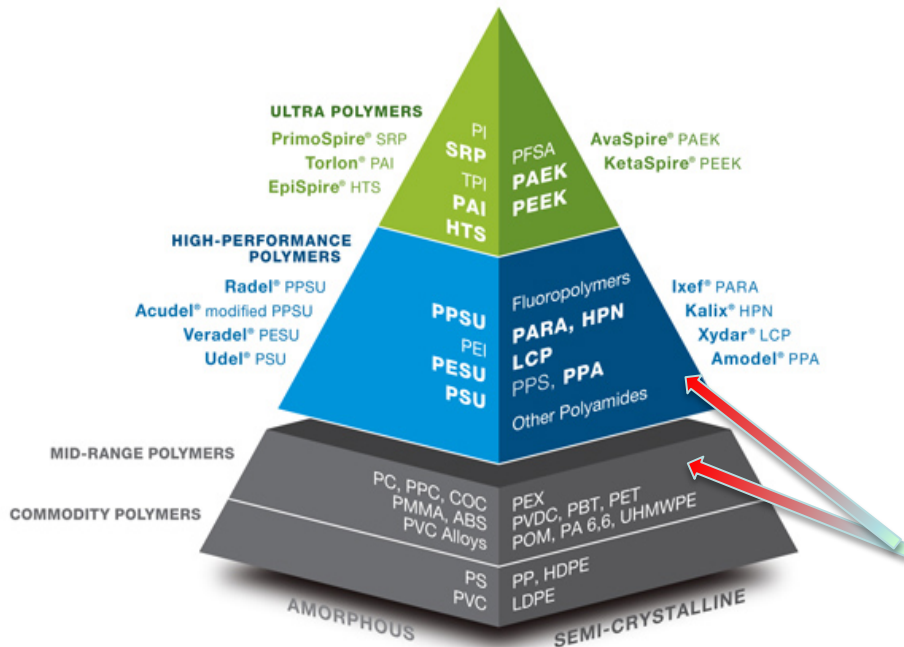 ULTRA POLYMERS
PrimoSpire® SRP
Torlon® PAI
EpiSpire® HTS
PI
SRP
TPI
PAI
HTS
PFSA
PAEK
PEEK
AvaSpire® PAEK
KetaSpire® PEEK
HIGH-PERFORMANCE
POLYMERS
Radel® PPSU
Acudel® modified PPSU
Veradel® PESU
Udel® PSU
PPSU
PEI
PESU
PSU
Fluoropolymers
PARA, HPN
LCP
PPS, PPA
Other Polyamides
Ixef® PARA
Kalix® HPN
Xydar® LCP
Amodel® PPA
MID-RANGE POLYMERS
PC, PPC, COC
PMMA, ABS
PVC Alloys
PEX
PVDC, PBT, PET
POM, PA 6,6, UHMWPE
COMMODITY POLYMERS
PS
PVC
PP, HDPE
LDPE
AMORPHOUS
SEMI-CRYSTALLINE